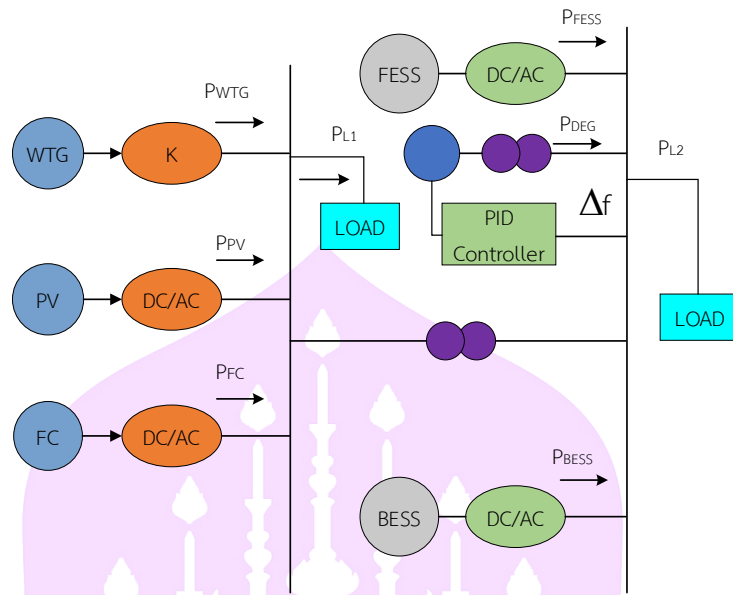 PFESS
FESS
DC/AC
PWTG
WTG
K
PL1
LOAD
PDEG
PL2
Δf
PID
Controller
LOAD
PPV
PV
DC/AC
PFC
FC
DC/AC
PBESS
BESS
DC/AC